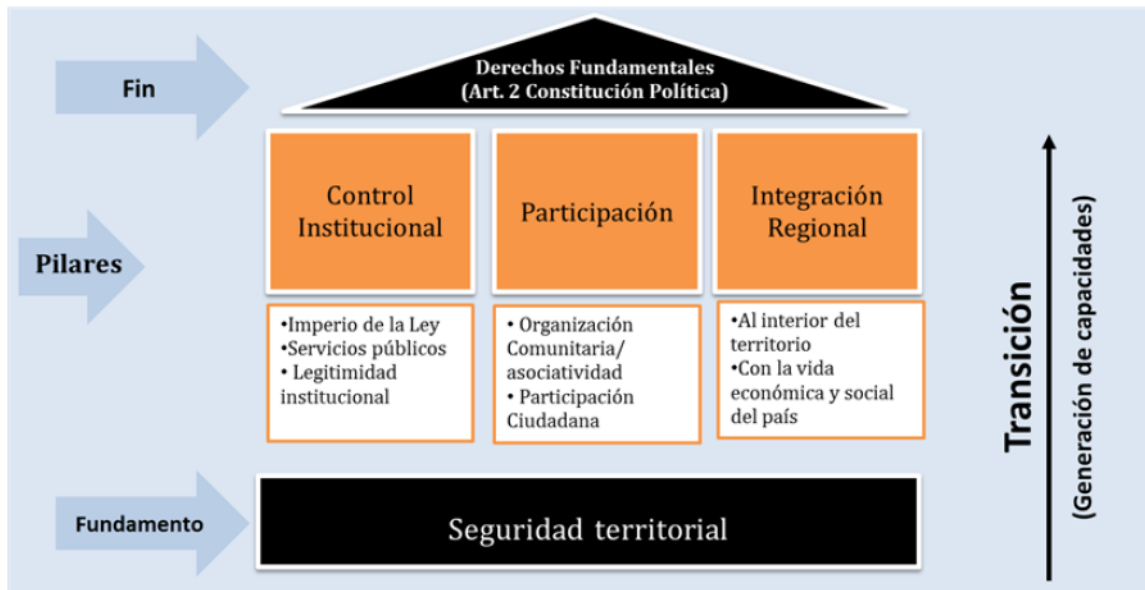 Fin
Derechos Fundamentales
(Art. 2 Constitución Política)
Pilares
Control
Institucional
Participación
Integración
Regional
•Imperio de la Ley
•Servicios públicos
• Legitimidad
institucional
• Organización
Comunitaria/
asociatividad
• Participación
Ciudadana
•Al interior del
territorio
•Con la vida
económica y social
del país
Fundamento
Seguridad territorial
Transición
(Generación de capacidades)